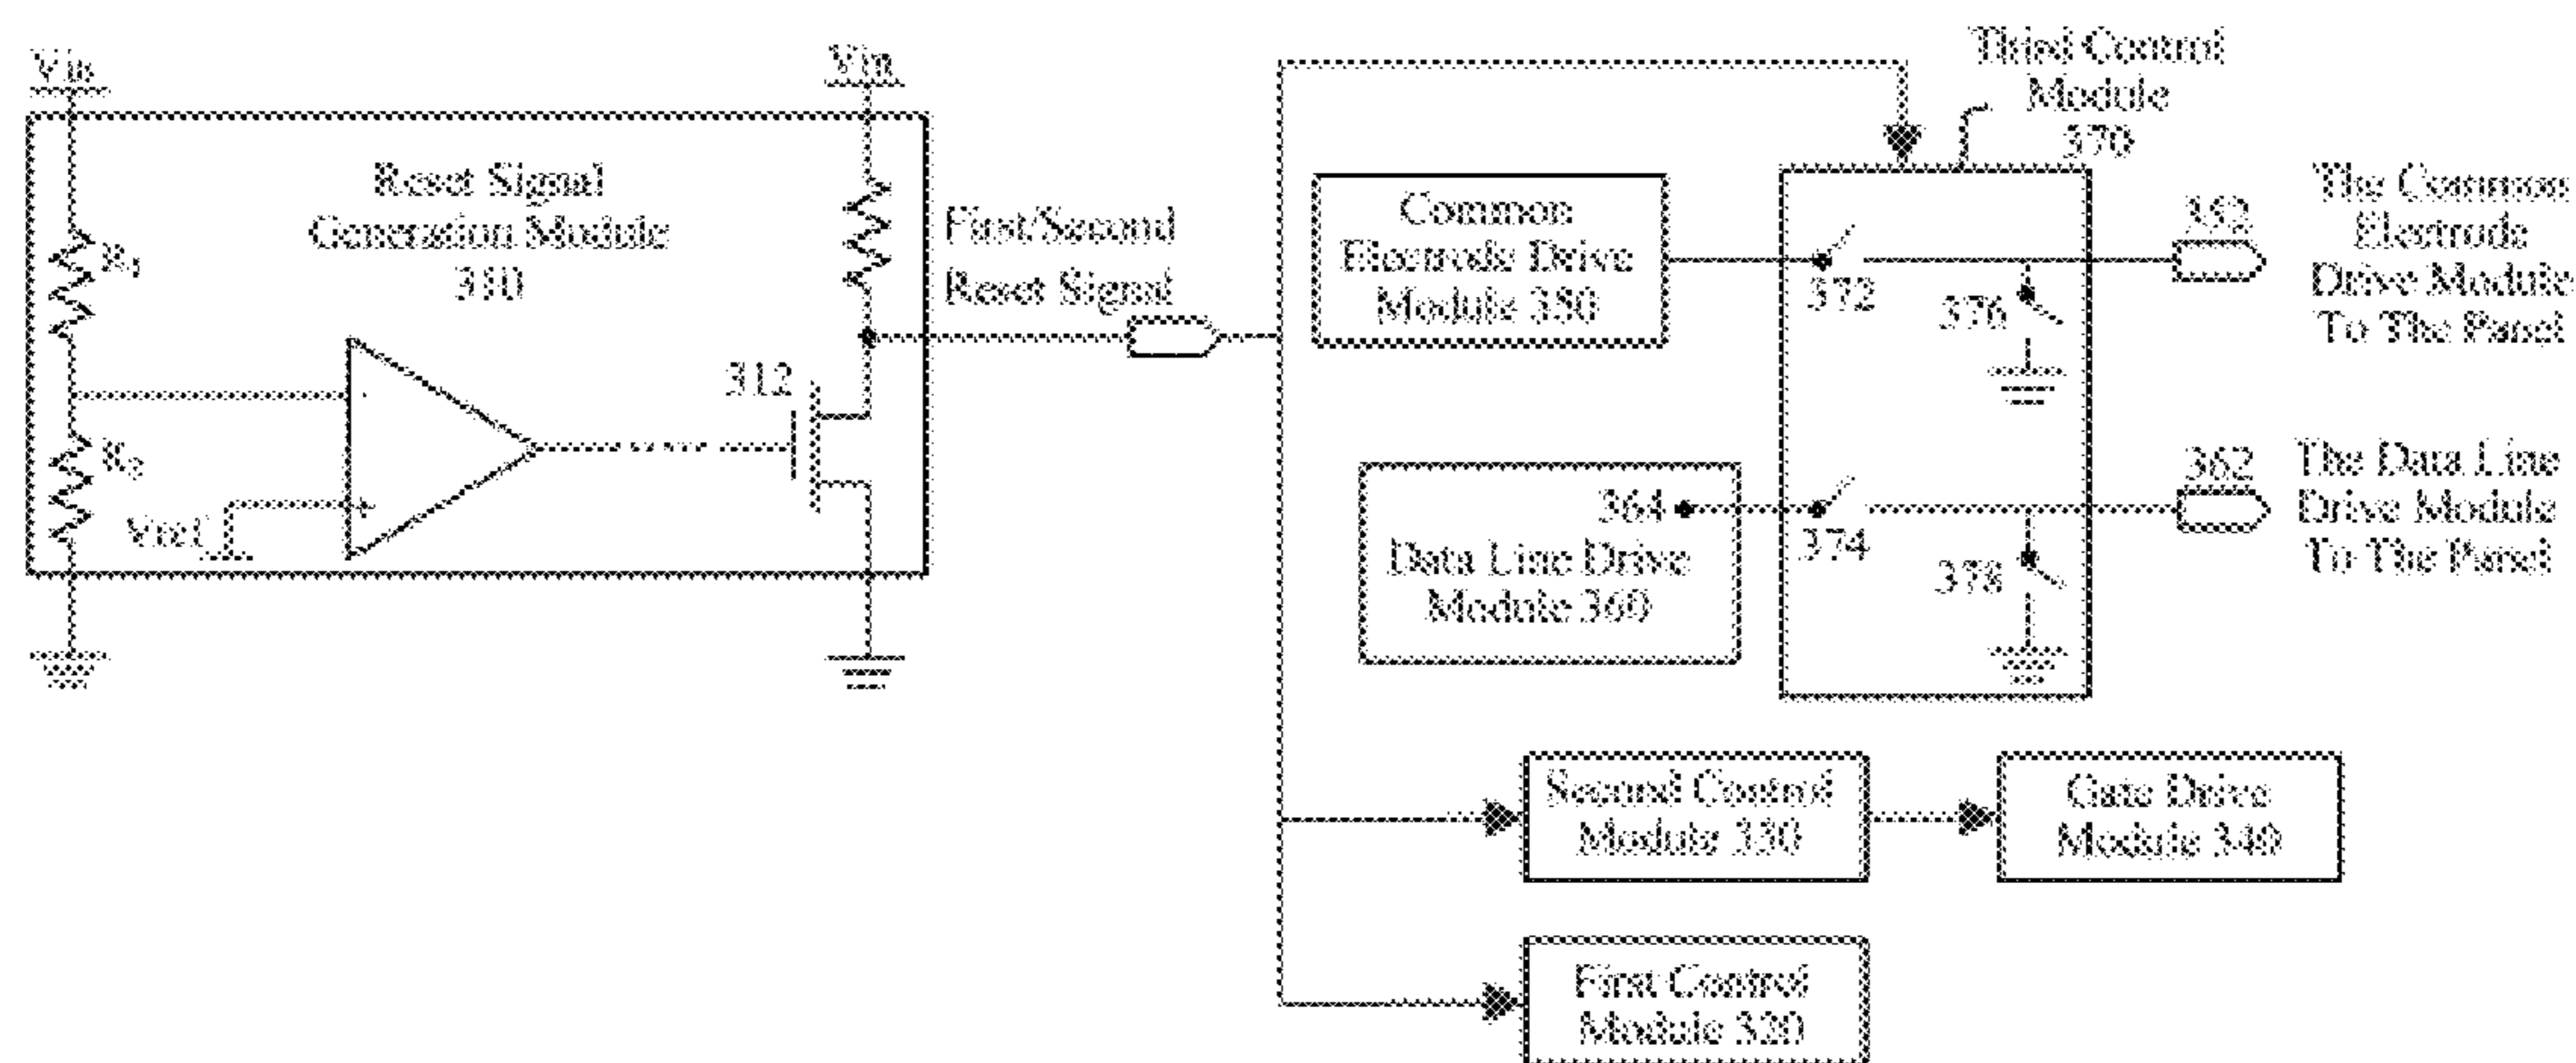 Vin
Vin
Reset Signal
Generation Module
310
R1
R2
Vref
312
First/Second
Reset Signal
Third Control
Module
370
Common
Electrode Drive
Module 350
372
376
352
The Common
Electrode
Drive Module
To The Panel
364
Data Line Drive
Module 360
374
378
362
The Data Line
Drive Module
To The Panel
Second Control
Module 330
Gate Drive
Module 340
First Control
Module 320